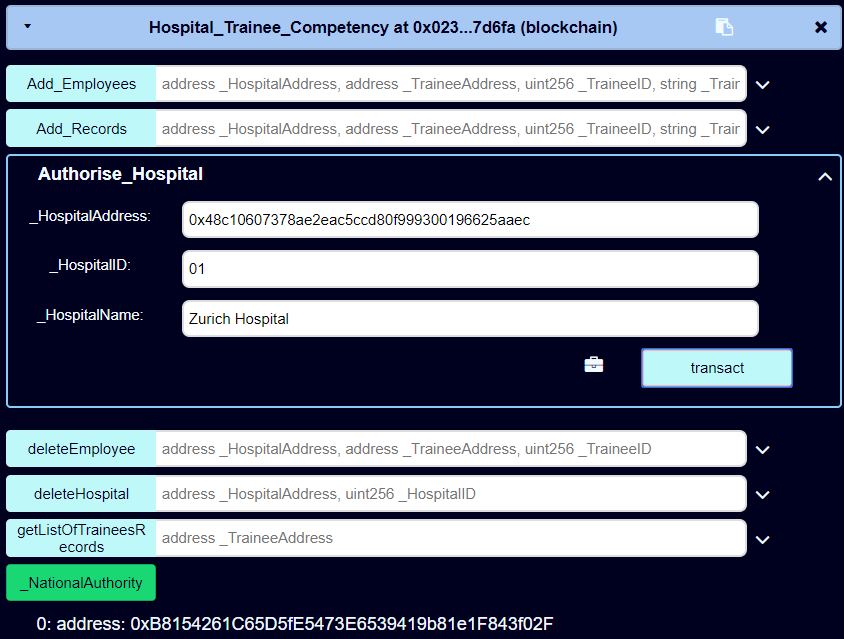 Hospital_Trainee_Competency at 0x023...7d6fa (blockchain)
Add_Employees address _HospitalAddress, address _TraineeAddress, uint256 _TraineeID, string _Trair
Add_Records address _HospitalAddress, address _TraineeAddress, uint256 _TraineeID, string _Trair
Authorise_Hospital
_HospitalAddress: 0x48c10607378ae2eac5ccd80f999300196625aaec
_HospitalID: 01
_HospitalName: Zurich Hospital
transact
deleteEmployee address _HospitalAddress, address _TraineeAddress, uint256 _TraineeID
deleteHospital address _HospitalAddress, uint256 _HospitalID
getListOfTraineesR
ecords address _TraineeAddress
_NationalAuthority
0: address: 0xB8154261C65D5fE5473E6539419b81e1F843f02F